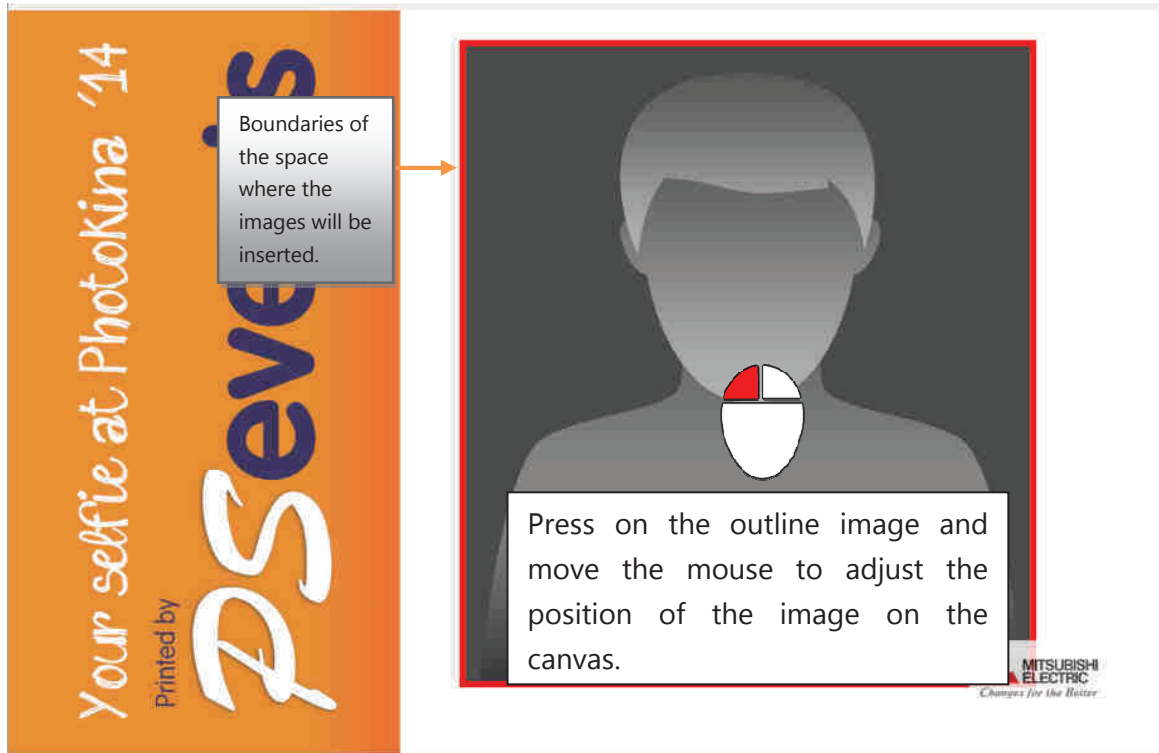 Your selfie at Photokina '14
Printed by
Boundaries of
the space
where the
images will be
inserted.
Press on the outline image and
move the mouse to adjust the
position of the image on the
canvas.
MITSUBISHI
ELECTRIC
Changes for the Better